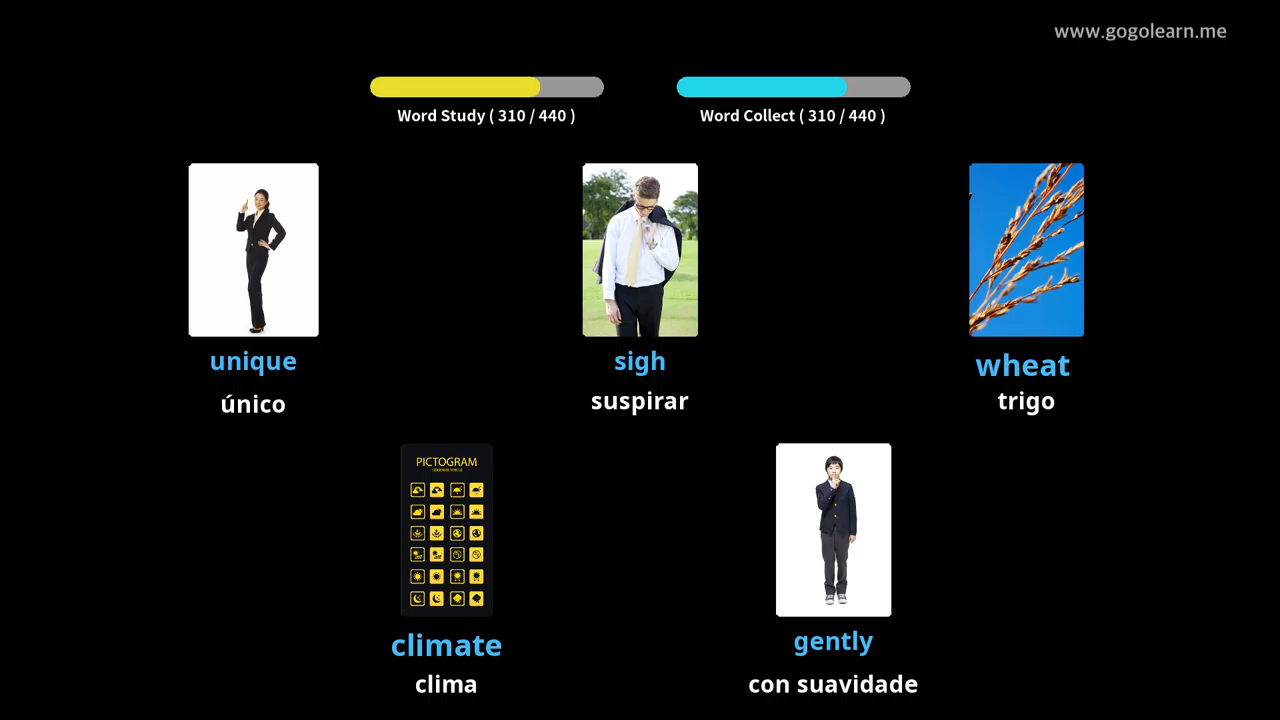 www.gogolearn.me
Word Study ( 310 / 440 )
Word Collect ( 310 / 440 )
unique
único
sigh
suspirar
wheat
trigo
PICTOGRAM
climate
clima
gently
con suavidade